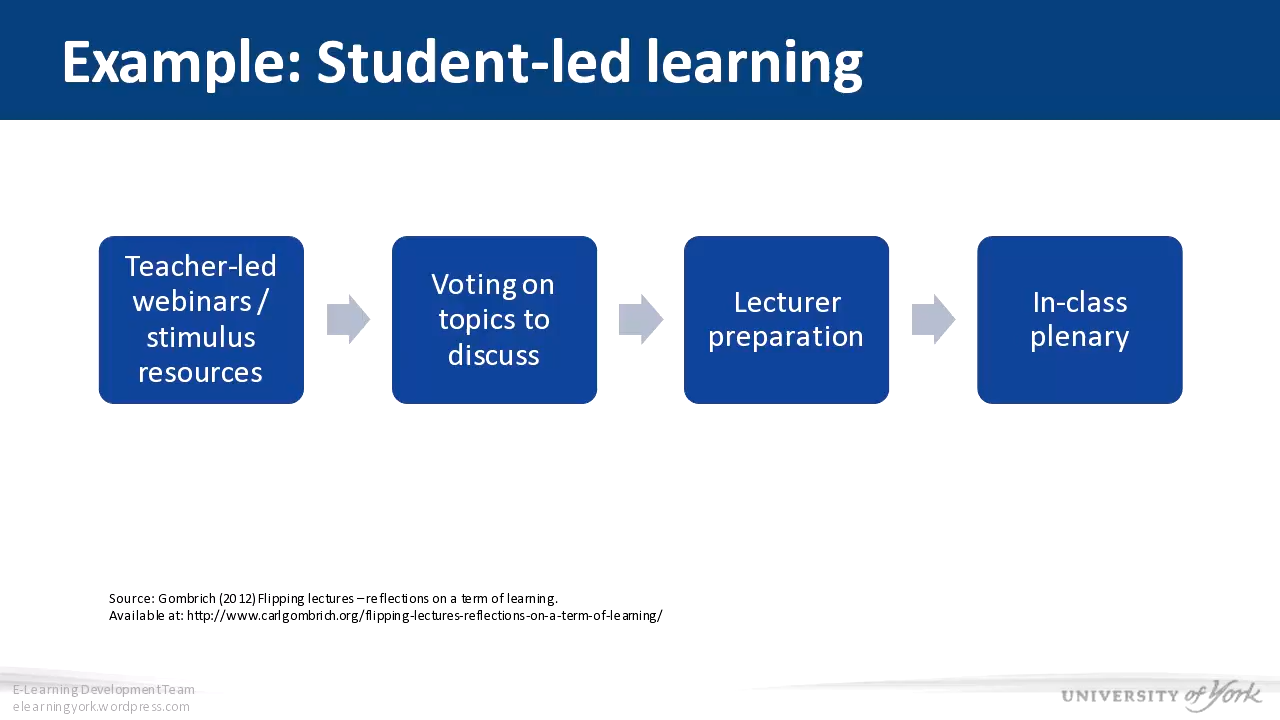 Example: Student-led learning
Teacher-led
webinars /
stimulus
resources
Voting on
topics to
discuss
Lecturer
preparation
In-class
plenary
Source: Gombrich (2012) Flipping lectures – reflections on a term of learning.
Available at: http://www.carlgombrich.org/flipping-lectures-reflections-on-a-term-of-learning/
E-Learning Development Team
elearningyork.wordpress.com
UNIVERSITY of York